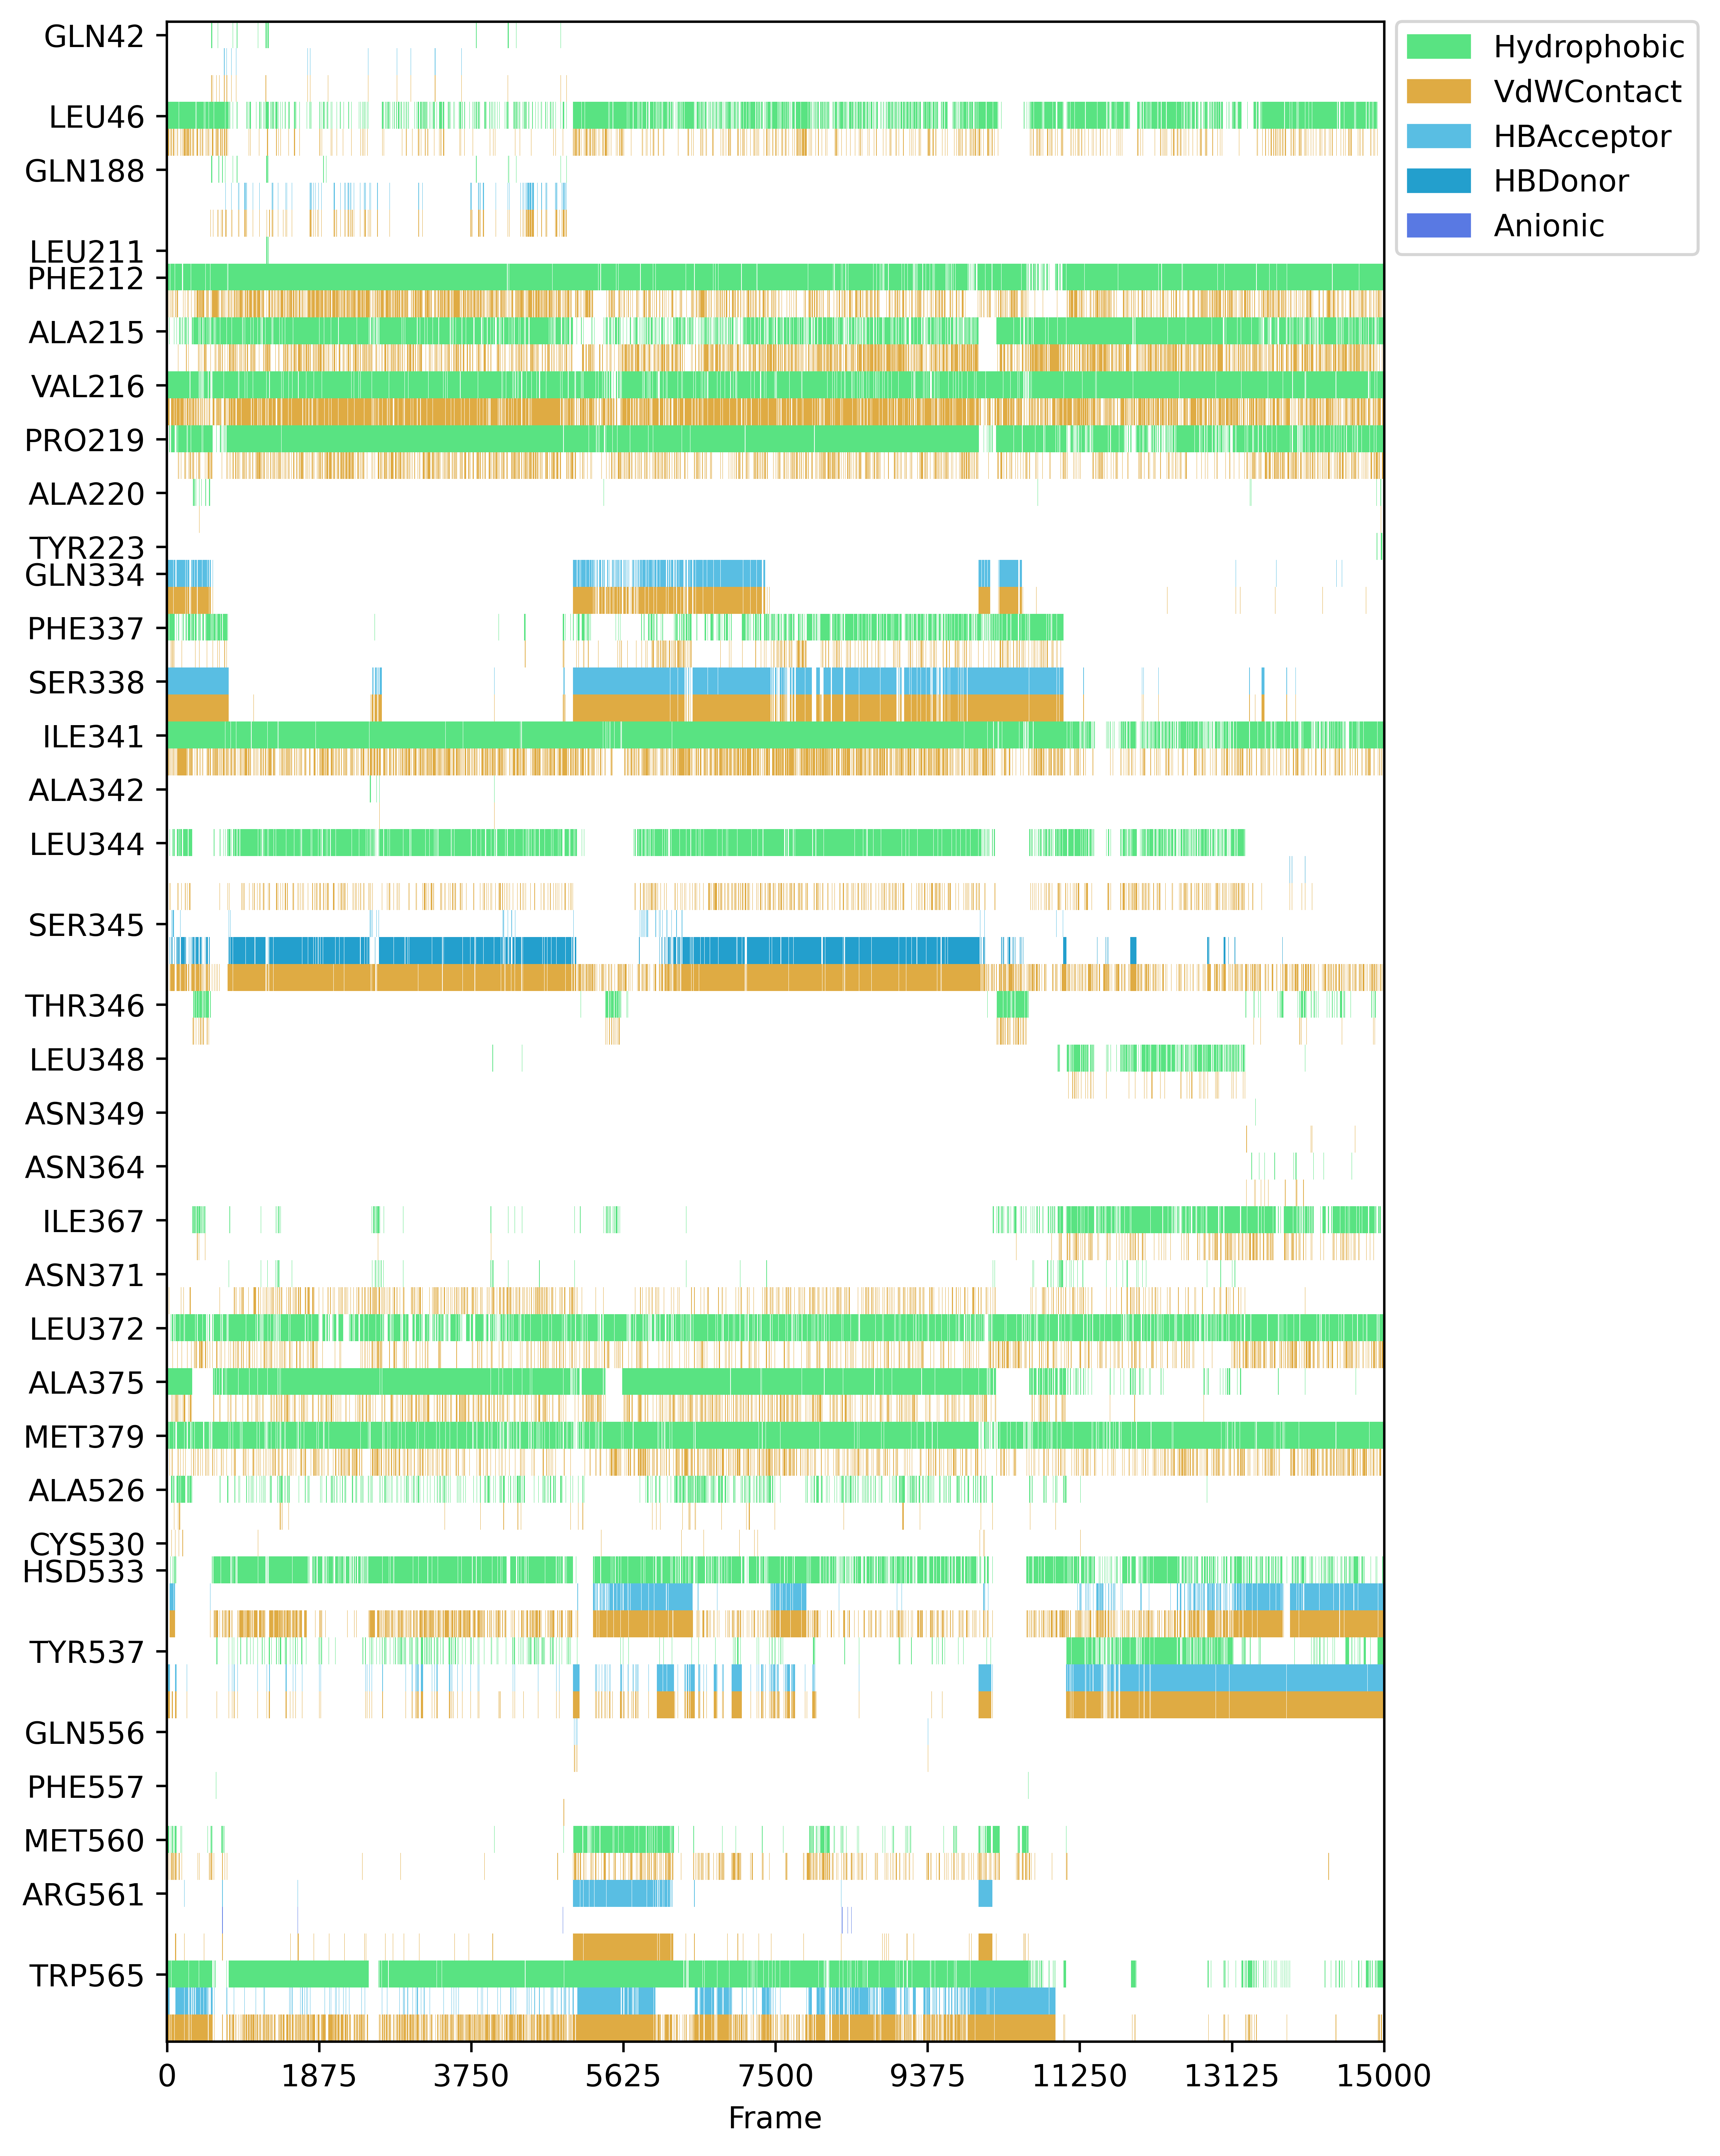 GLN42
LEU46
GLN188
LEU211
PHE212
ALA215
VAL216
PRO219
ALA220
TYR223
GLN334
PHE337
SER338
ILE341
ALA342
LEU344
SER345
THR346
LEU348
ASN349
ASN364
ILE367
ASN371
LEU372
ALA375
MET379
ALA526
CYS530
HSD533
TYR537
GLN556
PHE557
MET560
ARG561
TRP565
0 1875 3750 5625 7500 9375 11250 13125 15000
Frame
Hydrophobic
VdWContact
HBAcceptor
HBDonor
Anionic